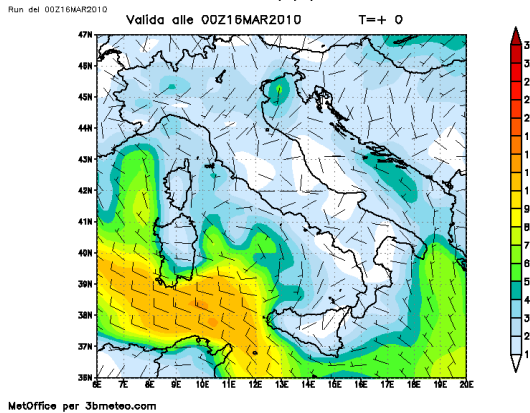 Run del 00Z16MAR2010
Valida alle 00Z16MAR2010 T=+ 0
47N
46N
45N
44N
43N
42N
41N
40N
39N
38N
37N
36N
6E 7E 8E 9E 10E 11E 12E 13E 14E 15E 16E 17E 18E 19E 20E
MetOffice per 3bmeteo.com